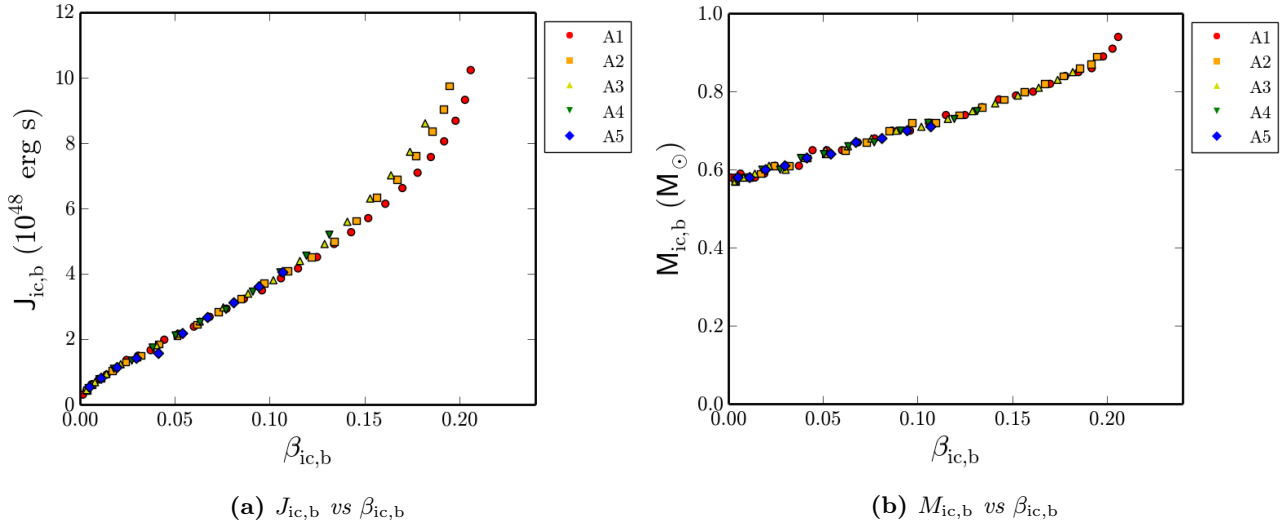 12
10
8
6
4
2
0
0.00 0.05 0.10 0.15 0.20
J_ic,b (10^48 erg s)
β_ic,b
A1
A2
A3
A4
A5
(a) J_ic,b vs β_ic,b
1.0
0.8
0.6
0.4
0.2
0.0
0.00 0.05 0.10 0.15 0.20
M_ic,b (M_⊙)
β_ic,b
A1
A2
A3
A4
A5
(b) M_ic,b vs β_ic,b